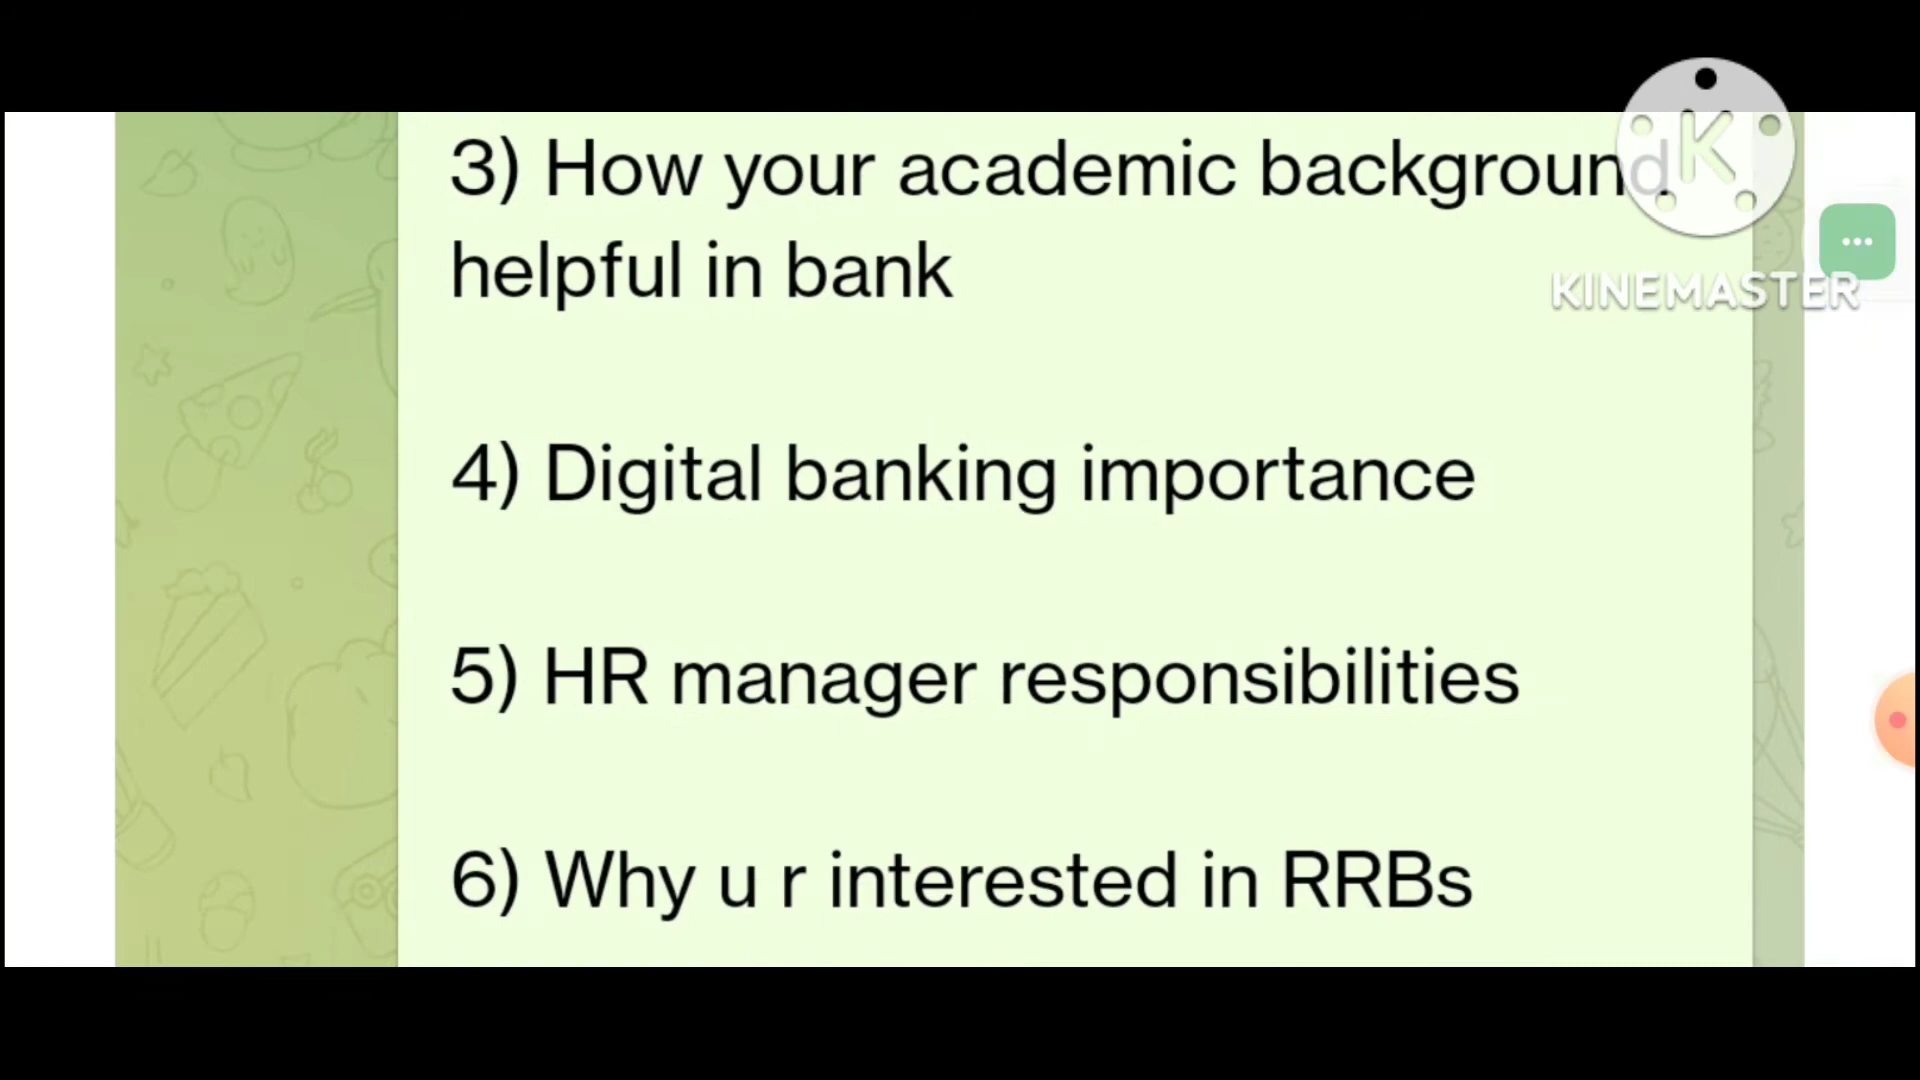 3) How your academic background
helpful in bank
KINEMASTER
4) Digital banking importance
5) HR manager responsibilities
6) Why u r interested in RRBs